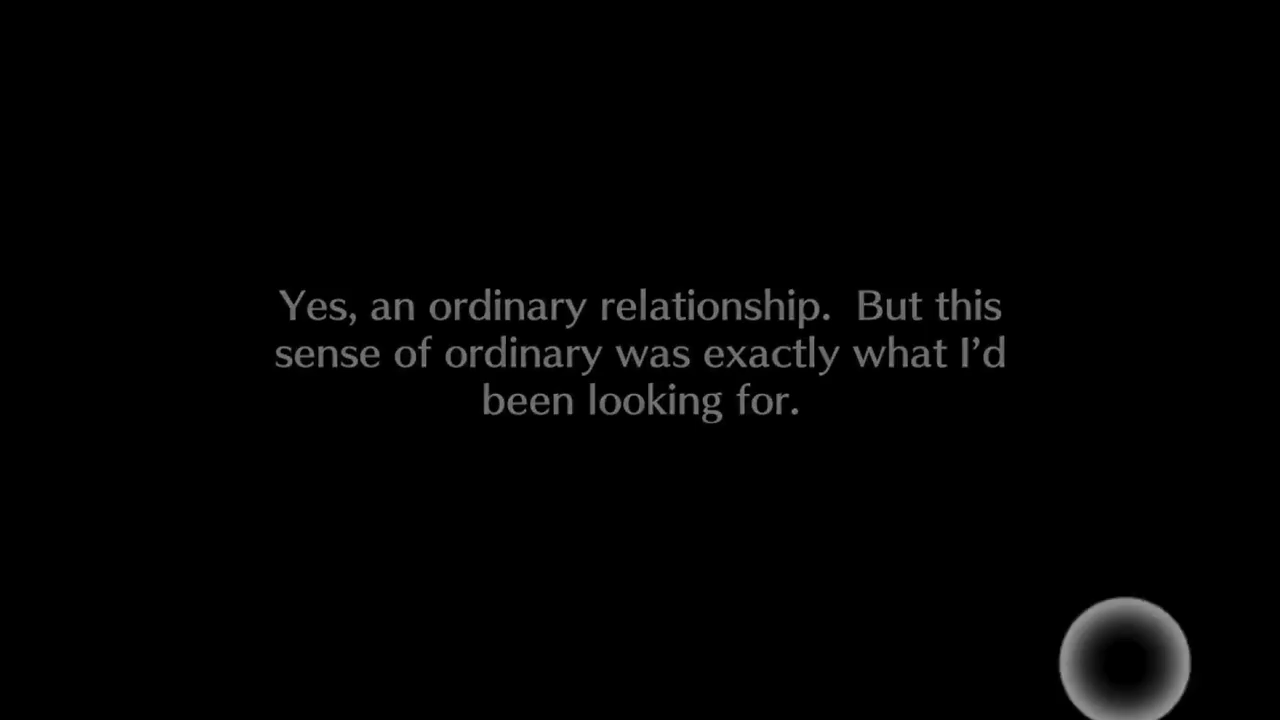 Yes, an ordinary relationship.  But this
sense of ordinary was exactly what I’d
been looking for.